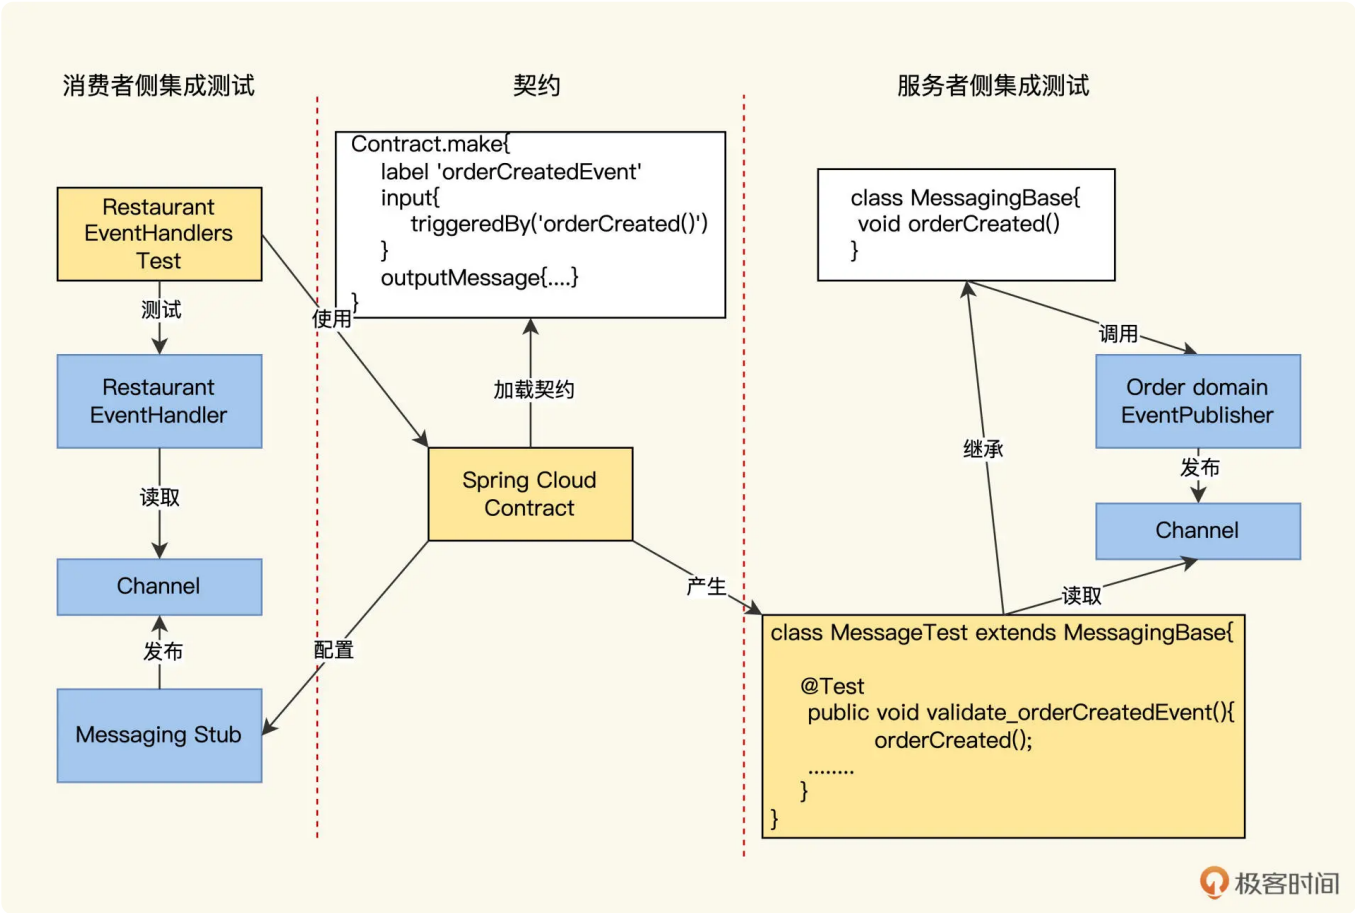 消费者侧集成测试
契约
服务者侧集成测试
Restaurant
EventHandlers
Test
测试
Restaurant
EventHandler
读取
Channel
发布
Messaging Stub
使用
Contract.make{
label 'orderCreatedEvent'
input{
triggeredBy('orderCreated()')
}
outputMessage{....}
}
加载契约
Spring Cloud
Contract
配置
产生
class MessagingBase{
void orderCreated()
}
调用
Order domain
EventPublisher
发布
Channel
继承
读取
class MessageTest extends MessagingBase{
@Test
public void validate_orderCreatedEvent(){
orderCreated();
........
}
}
极客时间